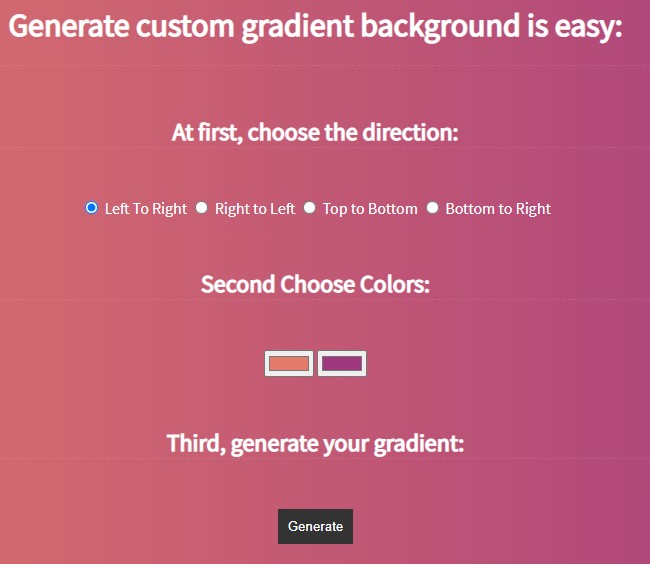 Generate custom gradient background is easy:
At first, choose the direction:
Left To Right Right to Left Top to Bottom Bottom to Right
Second Choose Colors:
Third, generate your gradient:
Generate